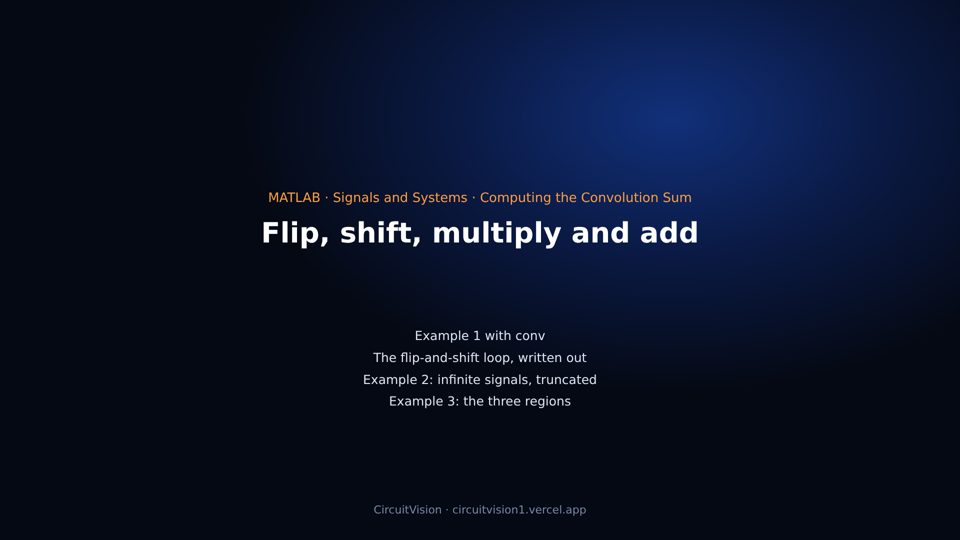 MATLAB · Signals and Systems · Computing the Convolution Sum
Flip, shift, multiply and add
Example 1 with conv
The flip-and-shift loop, written out
Example 2: infinite signals, truncated
Example 3: the three regions
CircuitVision · circuitvision1.vercel.app